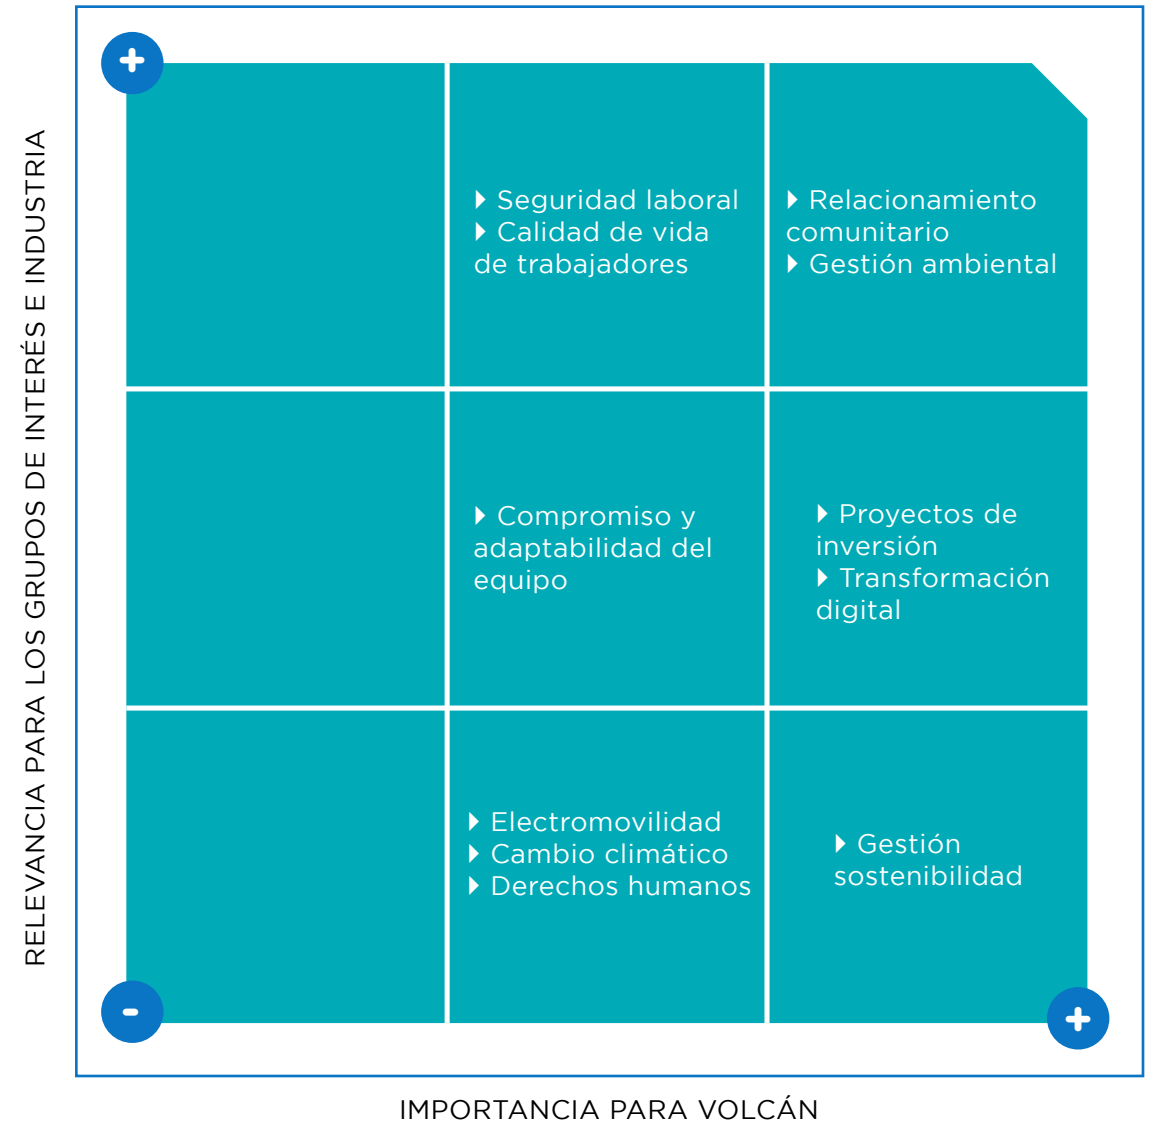 RELEVANCIA PARA LOS GRUPOS DE INTERÉS E INDUSTRIA
+
Seguridad laboral
Calidad de vida
de trabajadores
Relacionamiento
comunitario
Gestión ambiental
Compromiso y
adaptabilidad del
equipo
Proyectos de
inversión
Transformación
digital
Electromovilidad
Cambio climático
Derechos humanos
Gestión
sostenibilidad
-
+
IMPORTANCIA PARA VOLCÁN